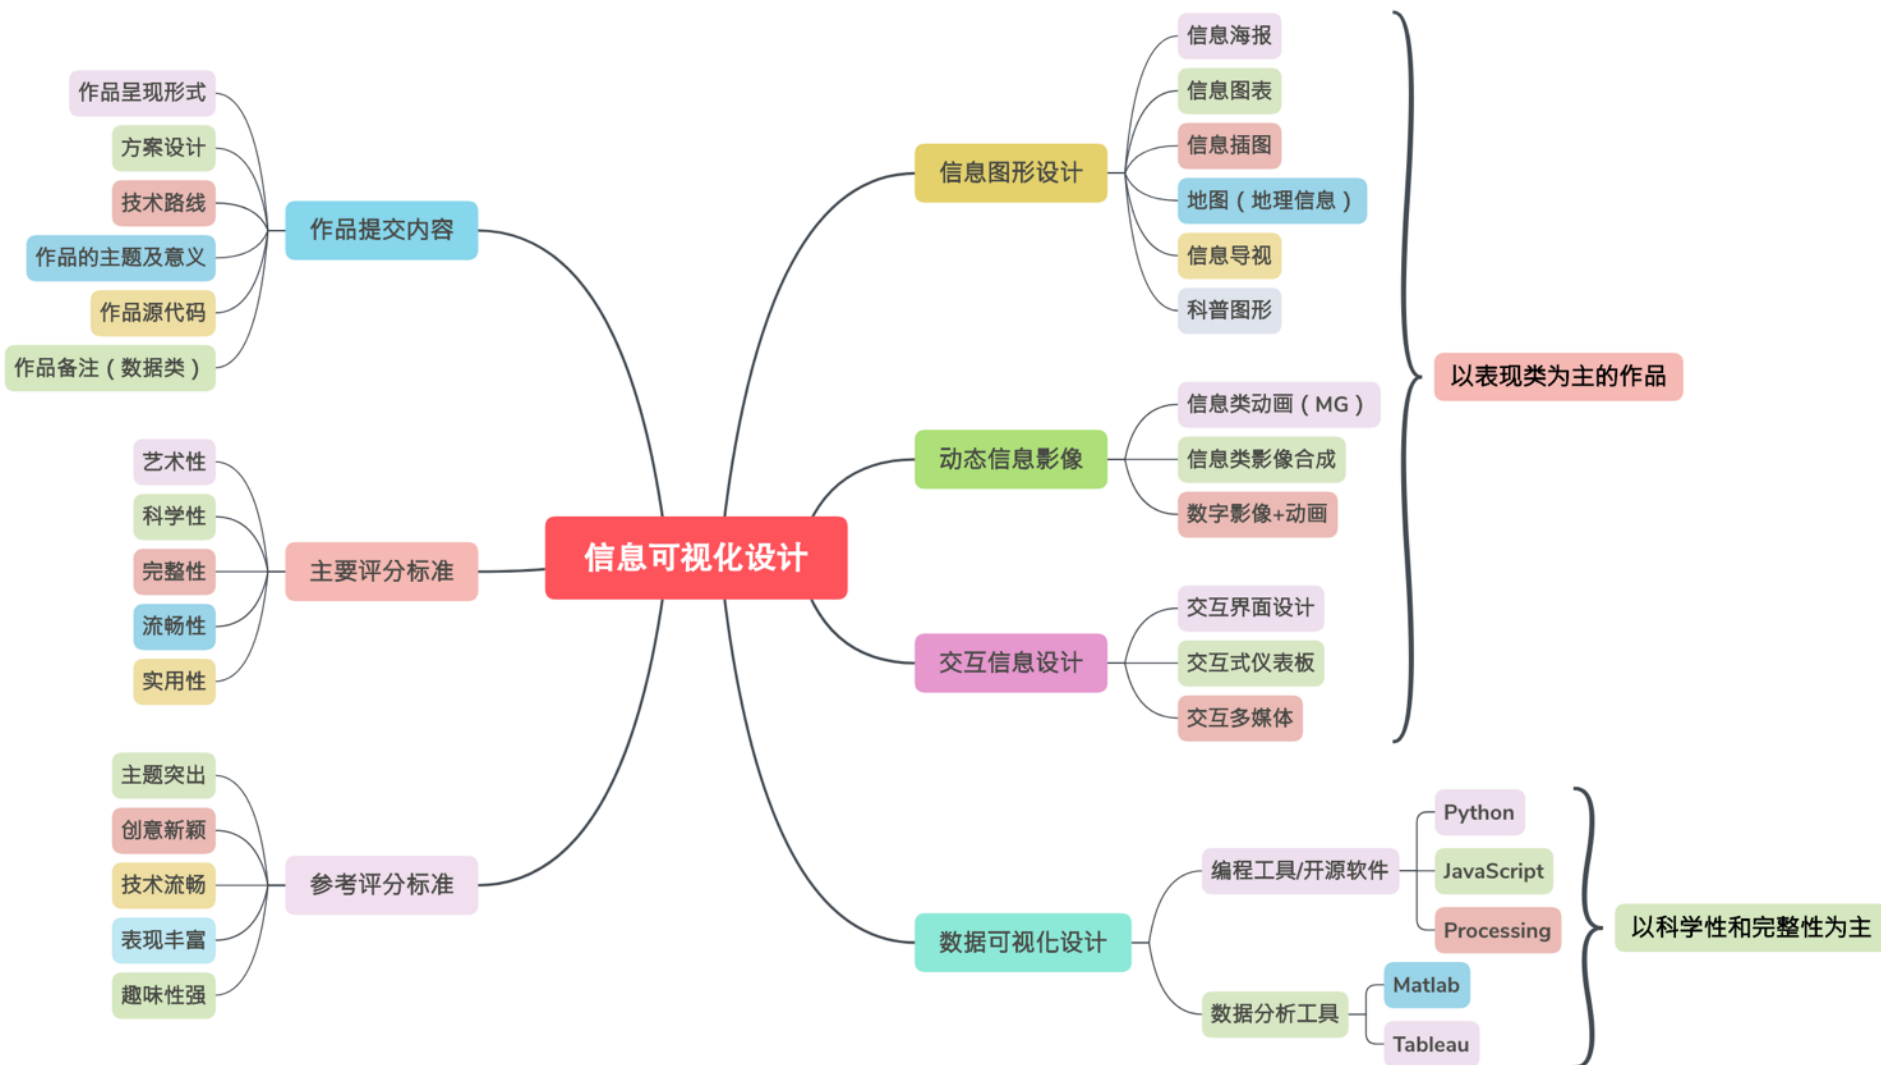 信息可视化设计
作品提交内容
作品呈现形式
方案设计
技术路线
作品的主题及意义
作品源代码
作品备注（数据类）
主要评分标准
艺术性
科学性
完整性
流畅性
实用性
参考评分标准
主题突出
创意新颖
技术流畅
表现丰富
趣味性强
信息图形设计
信息海报
信息图表
信息插图
地图（地理信息）
信息导视
科普图形
动态信息影像
信息类动画（MG）
信息类影像合成
数字影像+动画
交互信息设计
交互界面设计
交互式仪表板
交互多媒体
以表现类为主的作品
数据可视化设计
编程工具/开源软件
Python
JavaScript
Processing
数据分析工具
Matlab
Tableau
以科学性和完整性为主